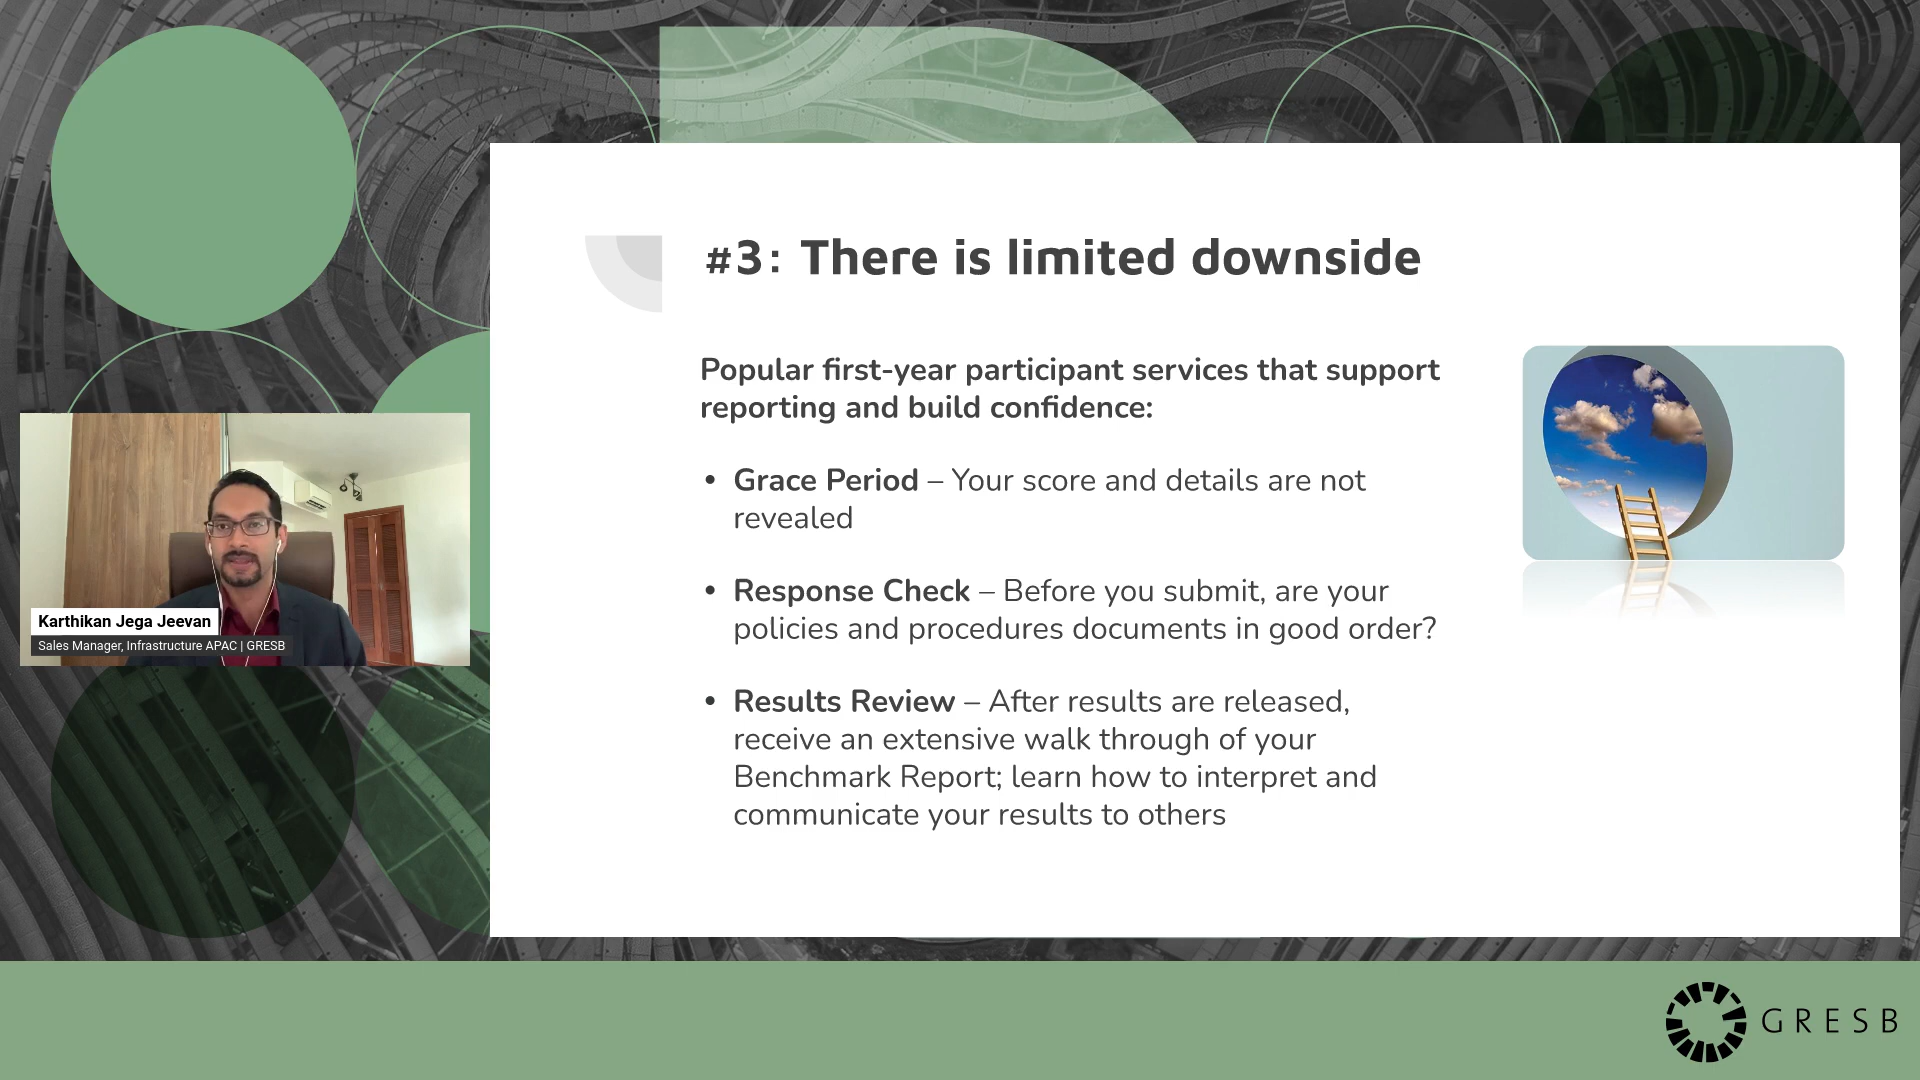 #3: There is limited downside
Popular first-year participant services that support
reporting and build confidence:
• Grace Period – Your score and details are not
revealed
• Response Check – Before you submit, are your
policies and procedures documents in good order?
• Results Review – After results are released,
receive an extensive walk through of your
Benchmark Report; learn how to interpret and
communicate your results to others
Karthikan Jega Jeevan
Sales Manager, Infrastructure APAC | GRESB
GRESB